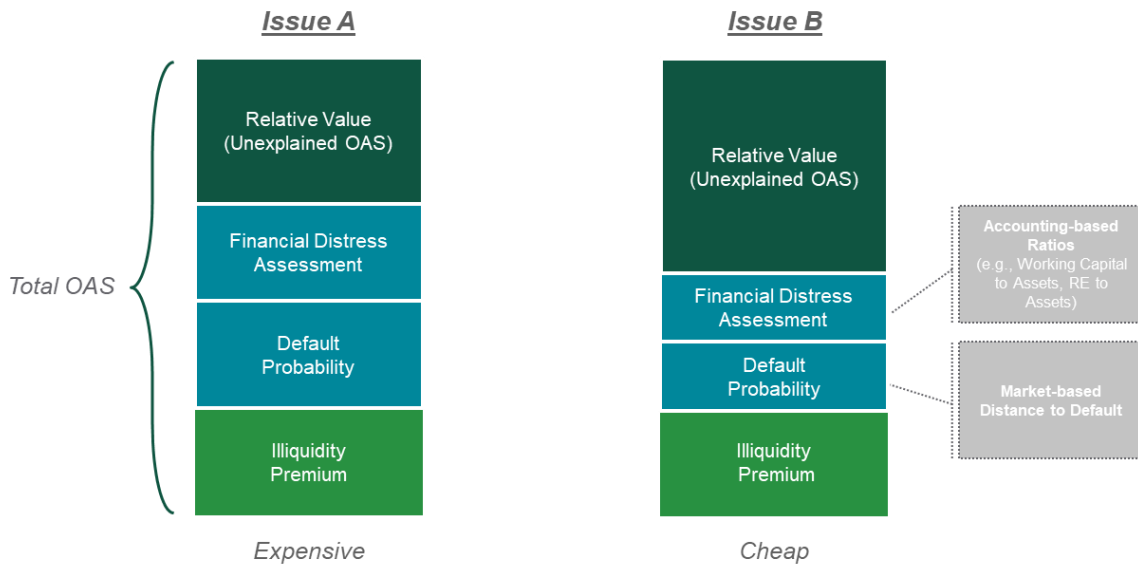 Issue A
Issue B
Relative Value
(Unexplained OAS)
Financial Distress
Assessment
Total OAS
Default
Probability
Illiquidity
Premium
Expensive
Relative Value
(Unexplained OAS)
Financial Distress
Assessment
Default
Probability
Illiquidity
Premium
Cheap
Accounting-based
Ratios
(e.g., Working Capital
to Assets, RE to
Assets)
Market-based
Distance to Default